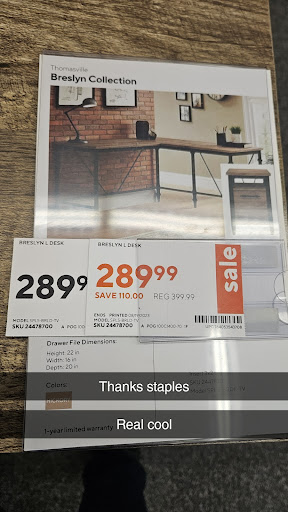 Thomasville
Breslyn Collection
BRESLYN L DESK
289⁹
SKU 24478700
BRESLYN L DESK
289⁹⁹
SAVE 110.00 REG 399.99
SKU 24478700
sale
Drawer File Dimensions:
Height: 22 in
Width: 16 in
Depth: 20 in
Colors:
1-year limited warranty
Thanks staples
Real cool